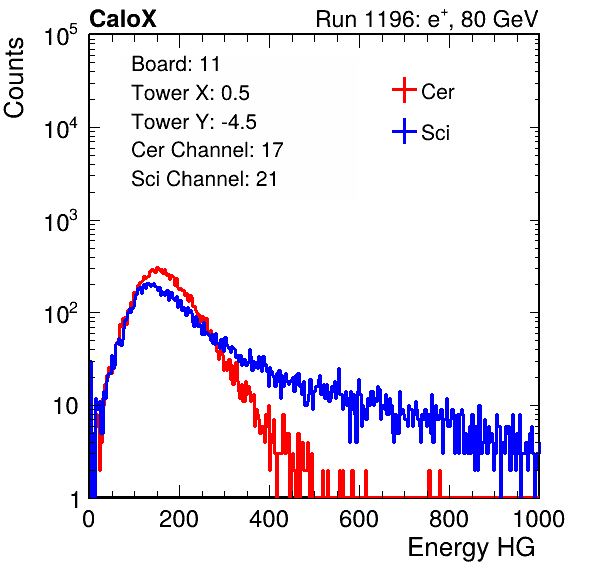 CaloX Run 1196: e⁺, 80 GeV
Counts
10⁵
10⁴
10³
10²
10
1
Board: 11
Tower X: 0.5
Tower Y: -4.5
Cer Channel: 17
Sci Channel: 21
Cer
Sci
0 200 400 600 800 1000
Energy HG